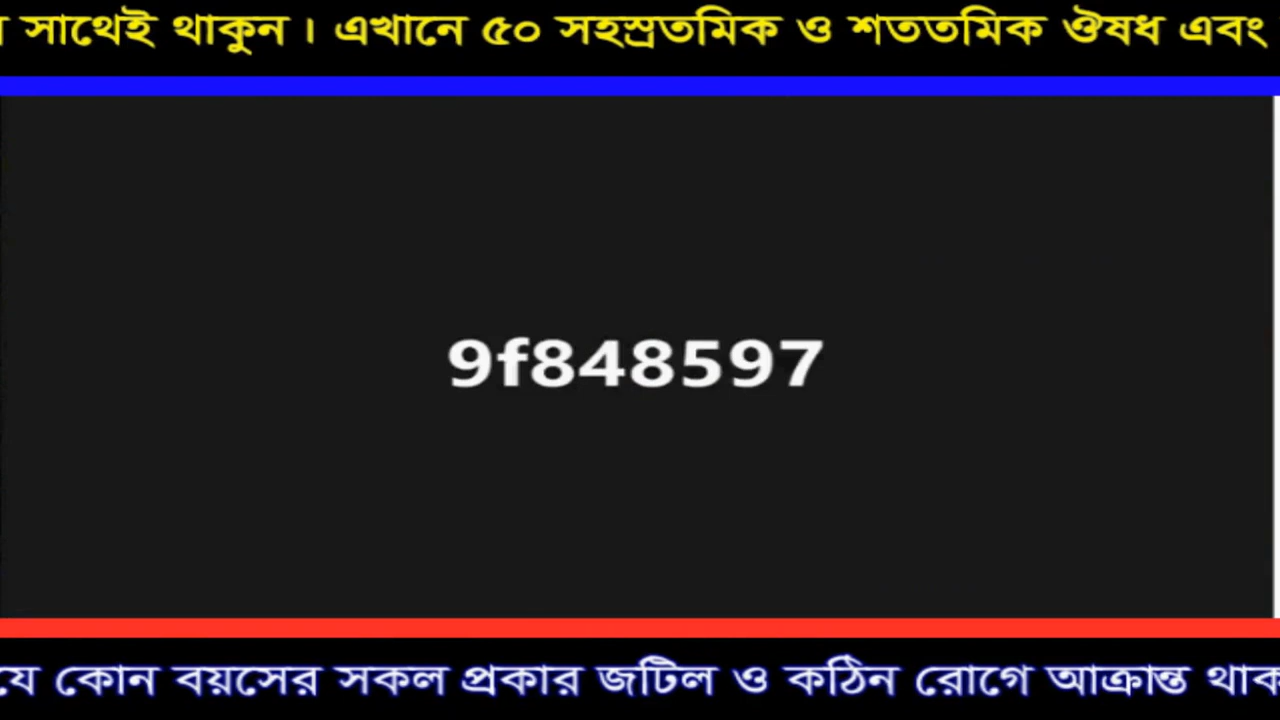 সাথেই থাকুন । এখানে ৫০ সহস্রতমিক ও শততমিক ঔষধ এবং
9f848597
যে কোন বয়সের সকল প্রকার জটিল ও কঠিন রোগে আক্রান্ত থাক